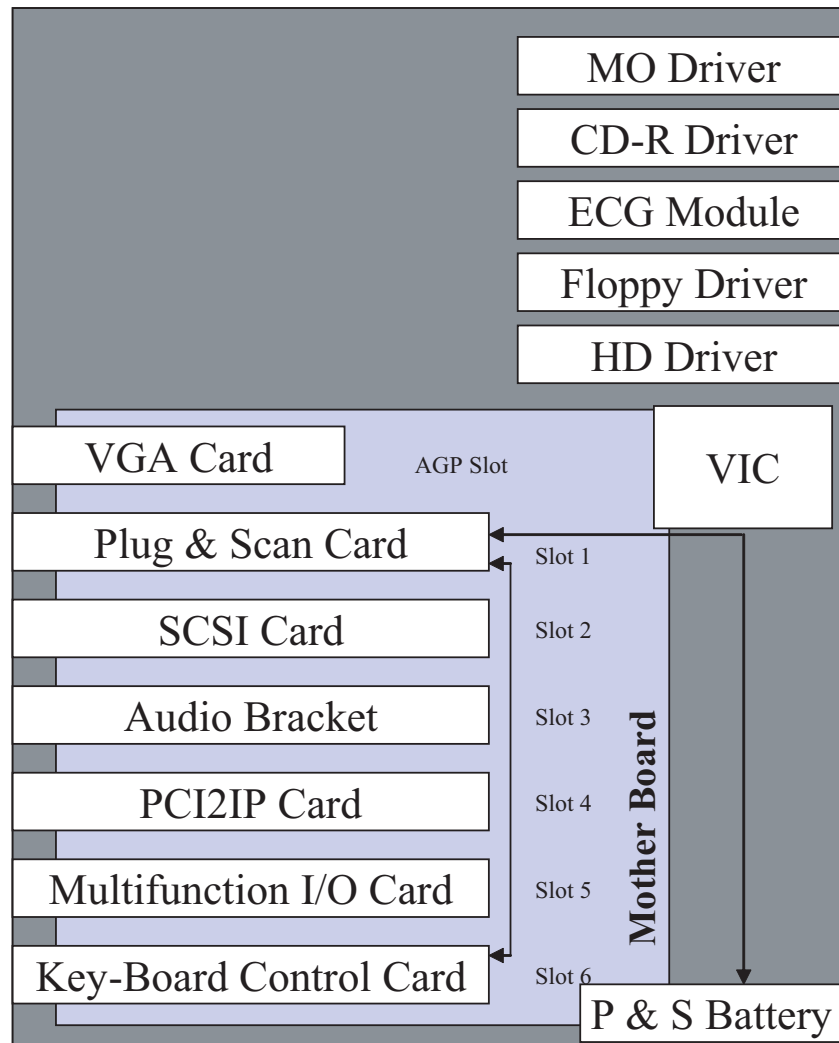 MO Driver
CD-R Driver
ECG Module
Floppy Driver
HD Driver
VGA Card
AGP Slot
VIC
Plug & Scan Card
Slot 1
SCSI Card
Slot 2
Audio Bracket
Slot 3
PCI2IP Card
Slot 4
Multifunction I/O Card
Slot 5
Key-Board Control Card
Slot 6
Mother Board
P & S Battery